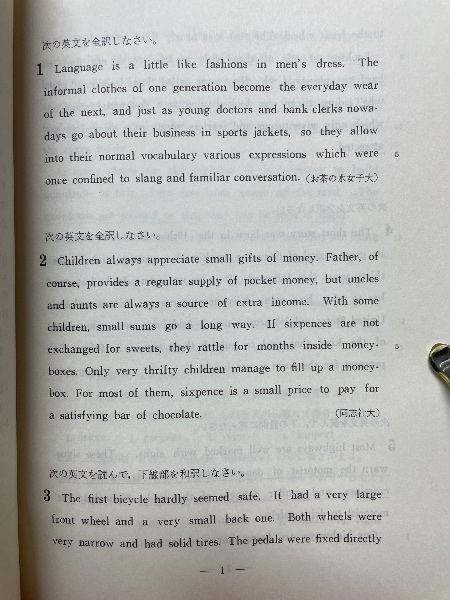 次の英文を全訳しなさい。
1 Language is a little like fashions in men's dress. The
informal clothes of one generation become the everyday wear
of the next, and just as young doctors and bank clerks nowa-
days go about their business in sports jackets, so they allow
into their normal vocabulary various expressions which were 5
once confined to slang and familiar conversation. (お茶の水女子大)
次の英文を全訳しなさい。
2 Children always appreciate small gifts of money. Father, of
course, provides a regular supply of pocket money, but uncles
and aunts are always a source of extra income. With some
children, small sums go a long way. If sixpences are not
exchanged for sweets, they rattle for months inside money- 5
boxes. Only very thrifty children manage to fill up a money-
box. For most of them, sixpence is a small price to pay for
a satisfying bar of chocolate. (同志社大)
次の英文を読んで，下線部を和訳しなさい。
3 The first bicycle hardly seemed safe. It had a very large
front wheel and a very small back one. Both wheels were
very narrow and had solid tires. The pedals were fixed directly
— 1 —